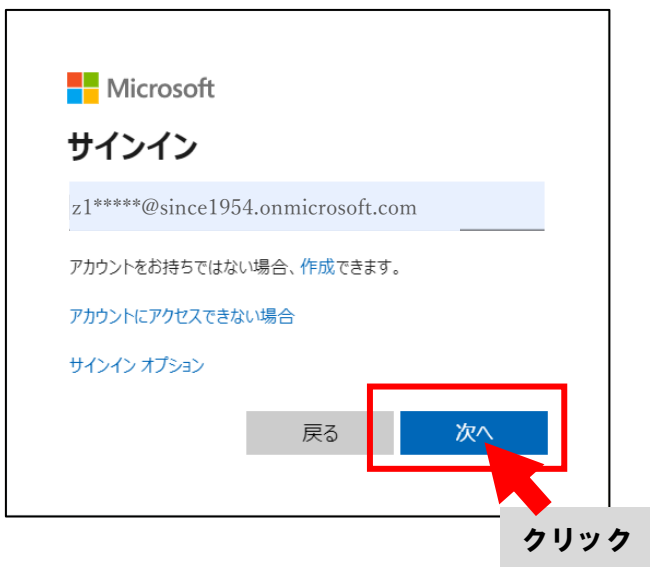 Microsoft
サインイン
z1*****@since1954.onmicrosoft.com
アカウントをお持ちではない場合、作成できます。
アカウントにアクセスできない場合
サインイン オプション
戻る
次へ
クリック